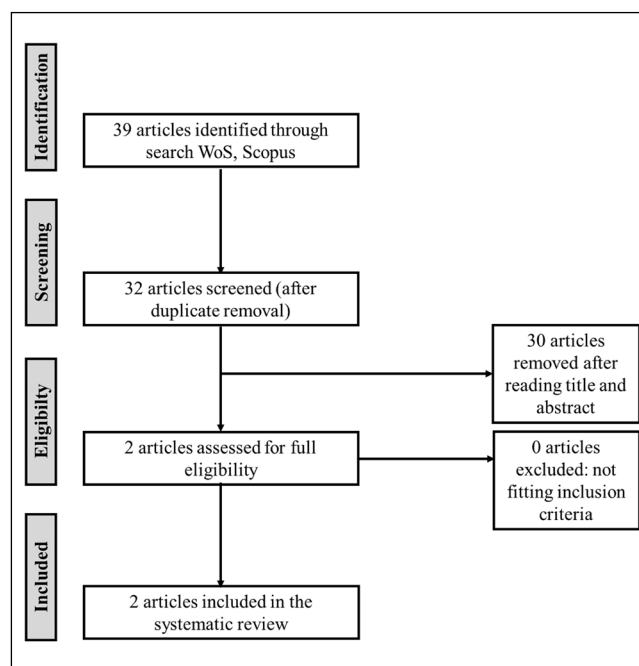 Identification
39 articles identified through
search WoS, Scopus
Screening
32 articles screened (after
duplicate removal)
30 articles
removed after
reading title and
abstract
Eligibilty
2 articles assessed for full
eligibility
0 articles
excluded: not
fitting inclusion
criteria
Included
2 articles included in the
systematic review